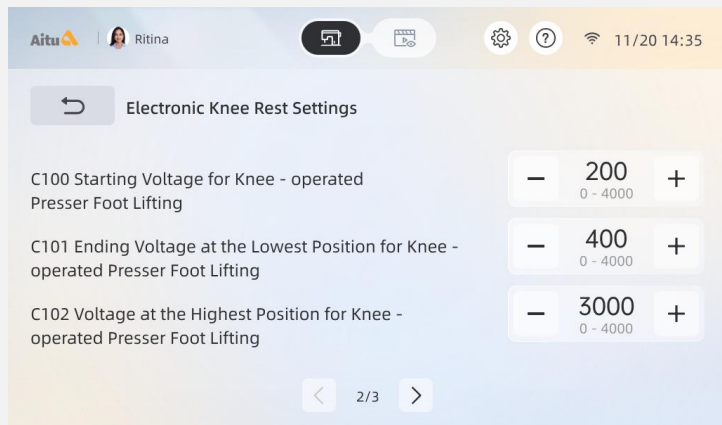 Aitu Ritina 11/20 14:35
Electronic Knee Rest Settings
C100 Starting Voltage for Knee - operated
Presser Foot Lifting
200
0 - 4000
C101 Ending Voltage at the Lowest Position for Knee -
operated Presser Foot Lifting
400
0 - 4000
C102 Voltage at the Highest Position for Knee -
operated Presser Foot Lifting
3000
0 - 4000
2/3